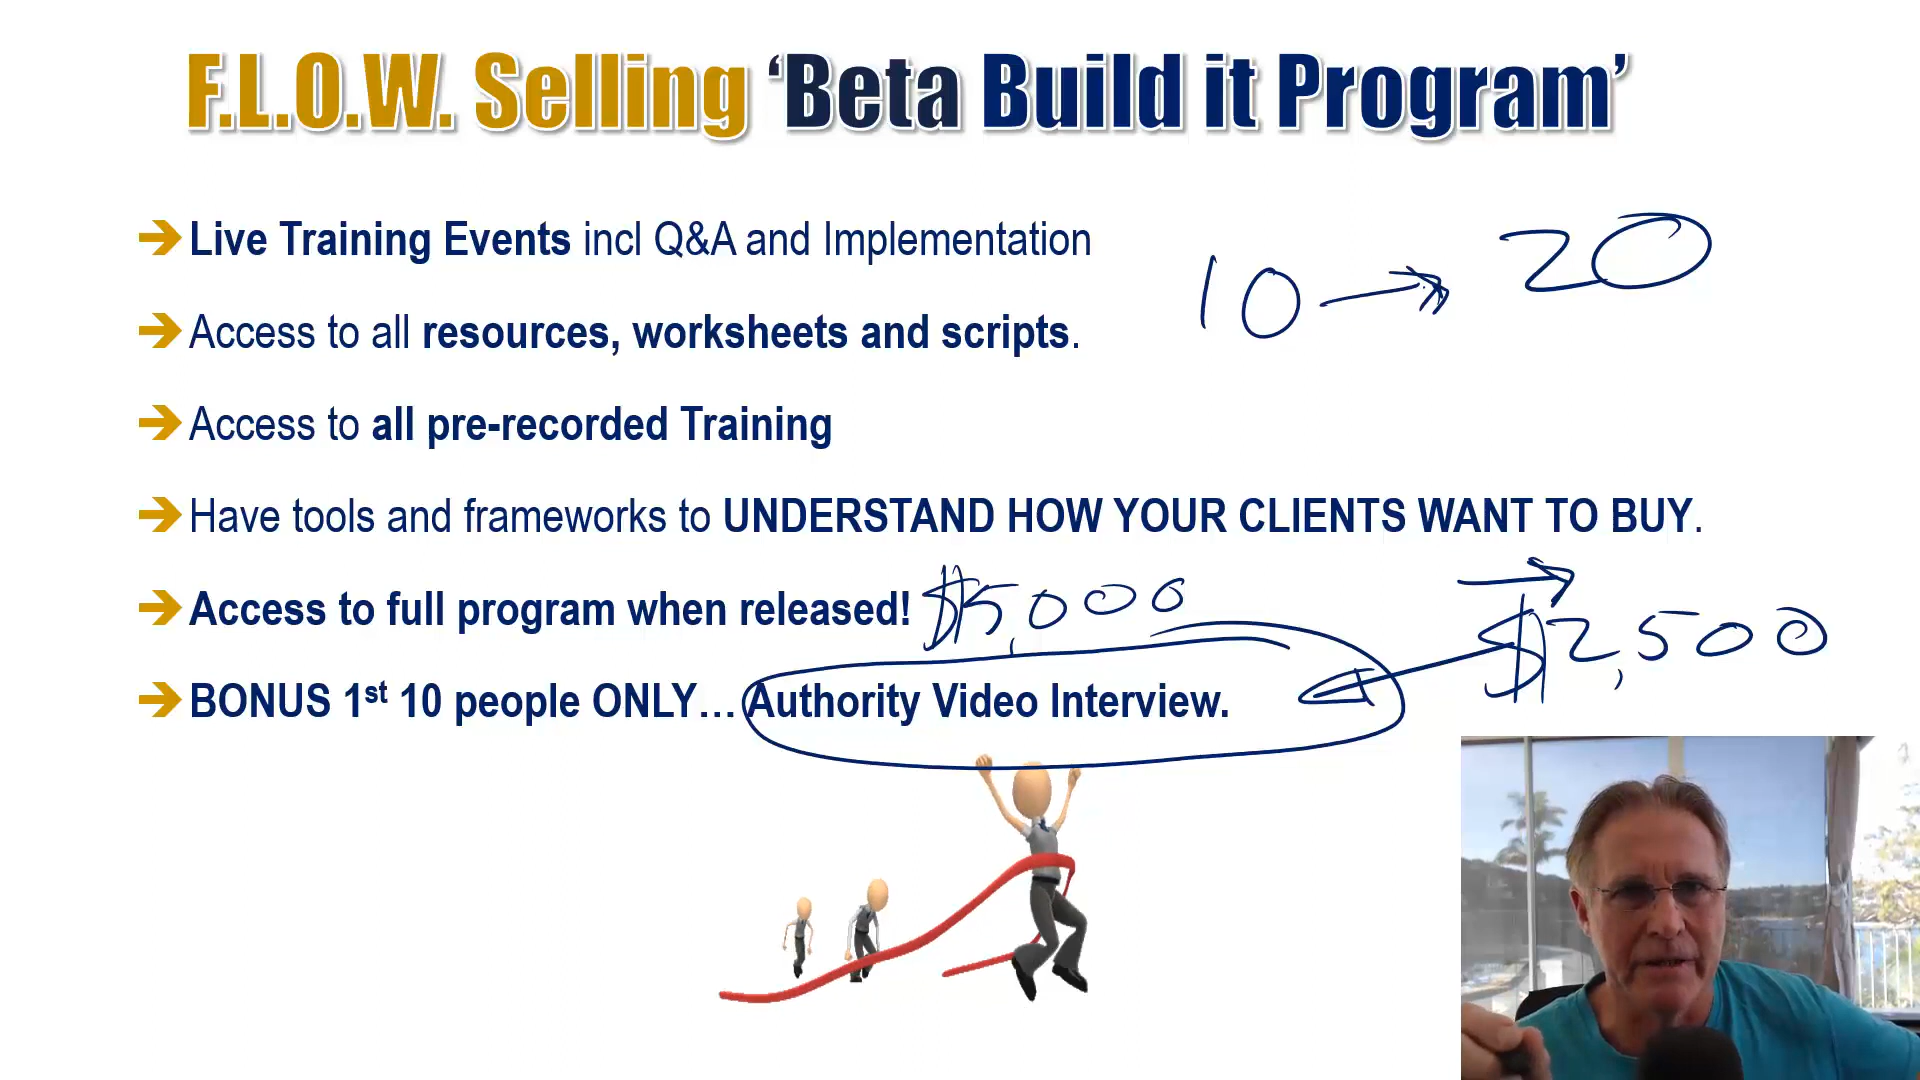 F.L.O.W. Selling ‘Beta Build it Program’
Live Training Events incl Q&A and Implementation
10 → 20
Access to all resources, worksheets and scripts.
Access to all pre-recorded Training
Have tools and frameworks to UNDERSTAND HOW YOUR CLIENTS WANT TO BUY.
Access to full program when released! $5,000
$2,500
BONUS 1st 10 people ONLY… Authority Video Interview.